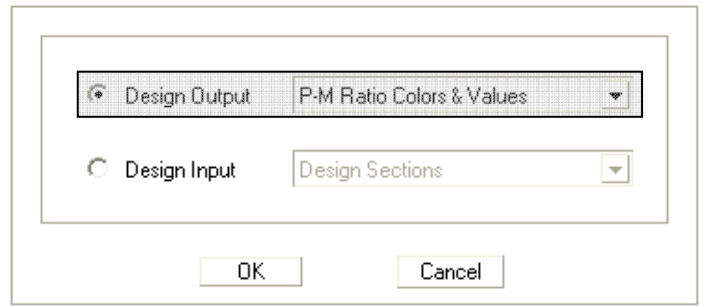 Design Output P-M Ratio Colors & Values
Design Input Design Sections
OK Cancel